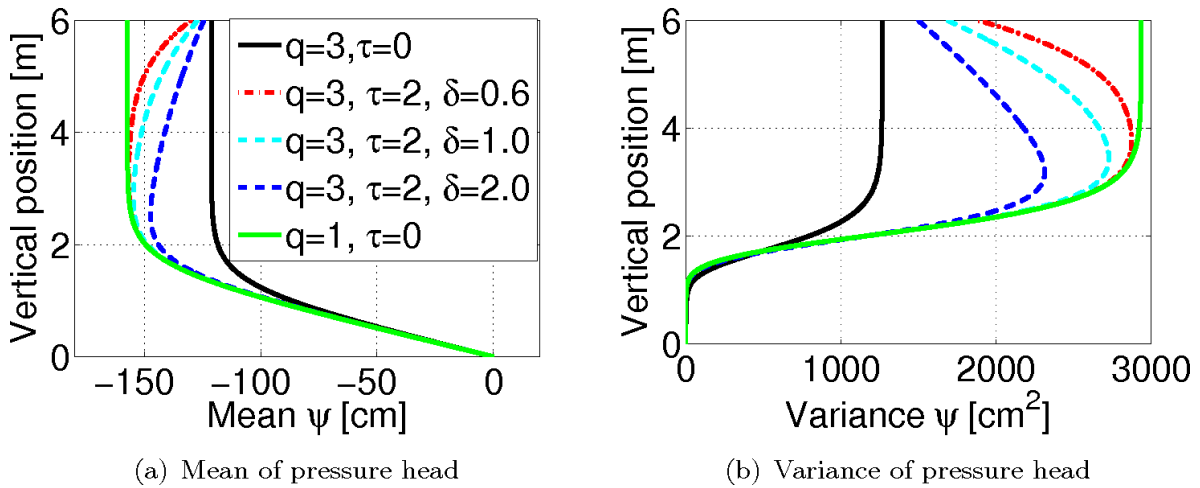 Vertical position [m]
6
4
2
0
−150
−100
−50
0
Mean ψ [cm]
q=3,τ=0
q=3, τ=2, δ=0.6
q=3, τ=2, δ=1.0
q=3, τ=2, δ=2.0
q=1, τ=0
(a) Mean of pressure head
Vertical position [m]
6
4
2
0
0
1000
2000
3000
Variance ψ [cm²]
(b) Variance of pressure head